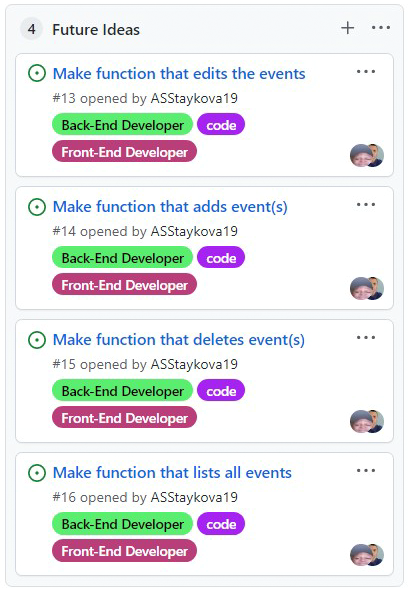 4 Future Ideas
Make function that edits the events
#13 opened by ASStaykova19
Back-End Developer code
Front-End Developer
Make function that adds event(s)
#14 opened by ASStaykova19
Back-End Developer code
Front-End Developer
Make function that deletes event(s)
#15 opened by ASStaykova19
Back-End Developer code
Front-End Developer
Make function that lists all events
#16 opened by ASStaykova19
Back-End Developer code
Front-End Developer